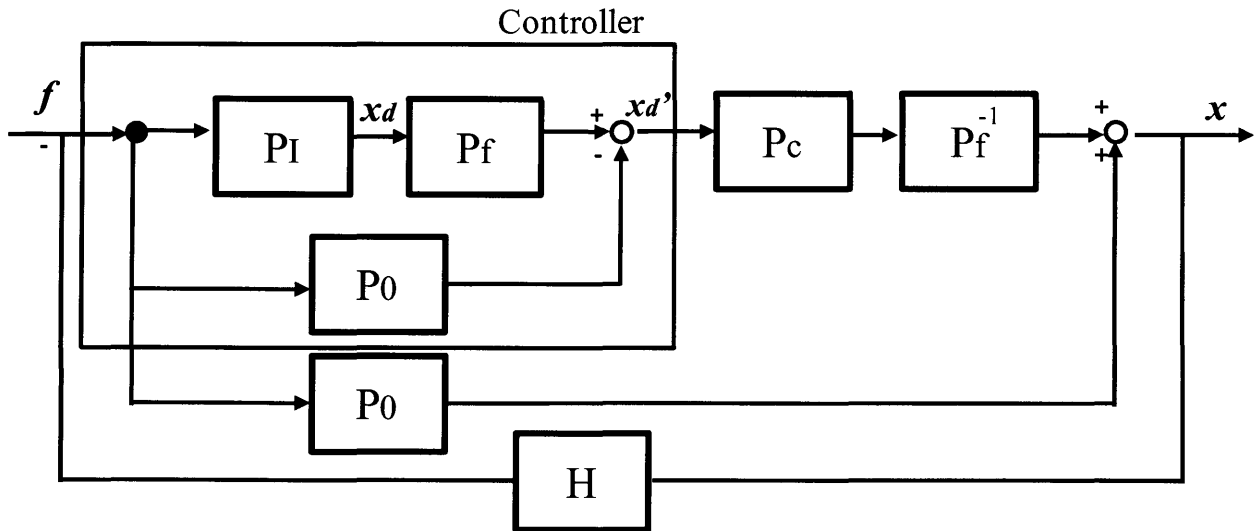 Controller
f
-
PI
xd
Pf
+
-
xd'
Pc
Pf-1
+
+
x
P0
P0
H